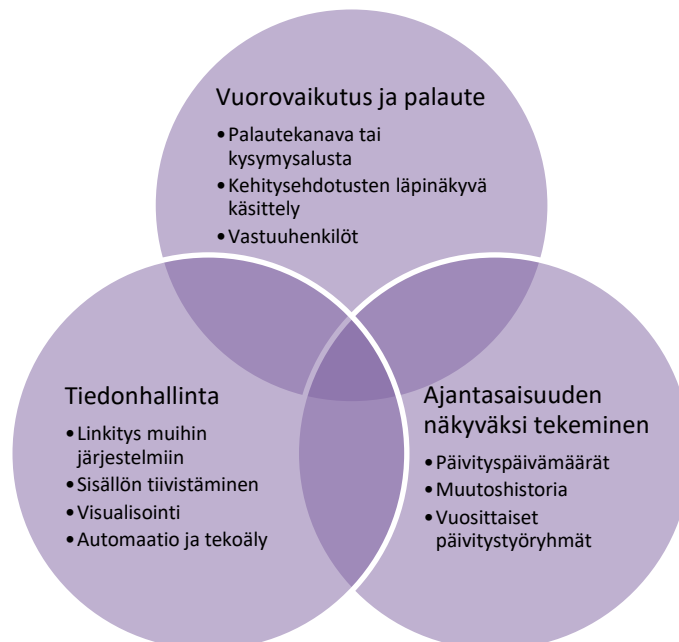 Vuorovaikutus ja palaute
•Palautekanava tai
kysymysalusta
•Kehitysehdotusten läpinäkyvä
käsittely
•Vastuuhenkilöt
Tiedonhallinta
•Linkitys muihin
järjestelmiin
•Sisällön tiivistäminen
•Visualisointi
•Automaatio ja tekoäly
Ajantasaisuuden
näkyväksi tekeminen
•Päivityspäivämäärät
•Muutoshistoria
•Vuosittaiset
päivitystyöryhmät